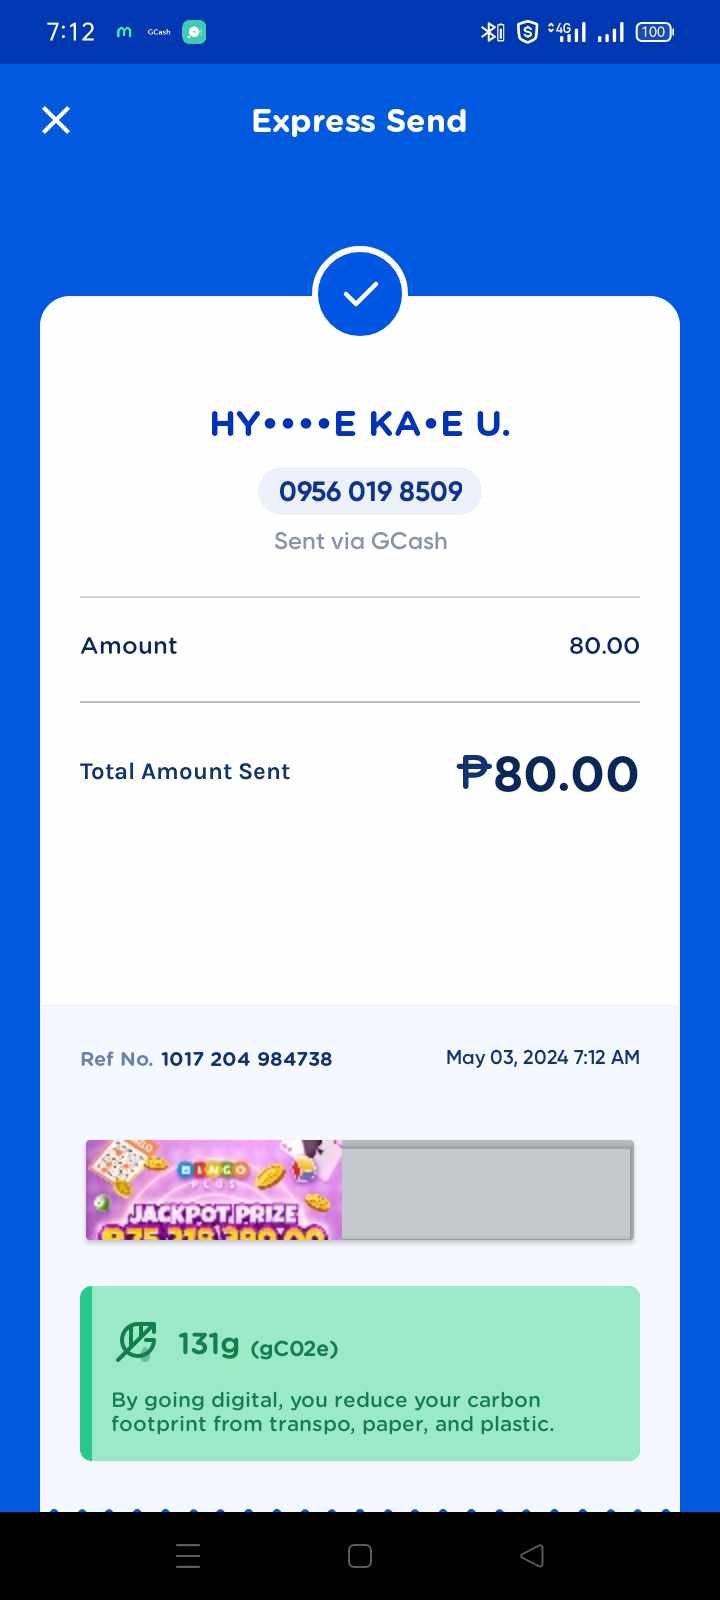 7:12 m GCash 4G 100
Express Send
HY••••E KA•E U.
0956 019 8509
Sent via GCash
Amount 80.00
Total Amount Sent ₱80.00
Ref No. 1017 204 984738 May 03, 2024 7:12 AM
BINGO
PLUS
JACKPOT PRIZE
131g (gC02e)
By going digital, you reduce your carbon
footprint from transpo, paper, and plastic.